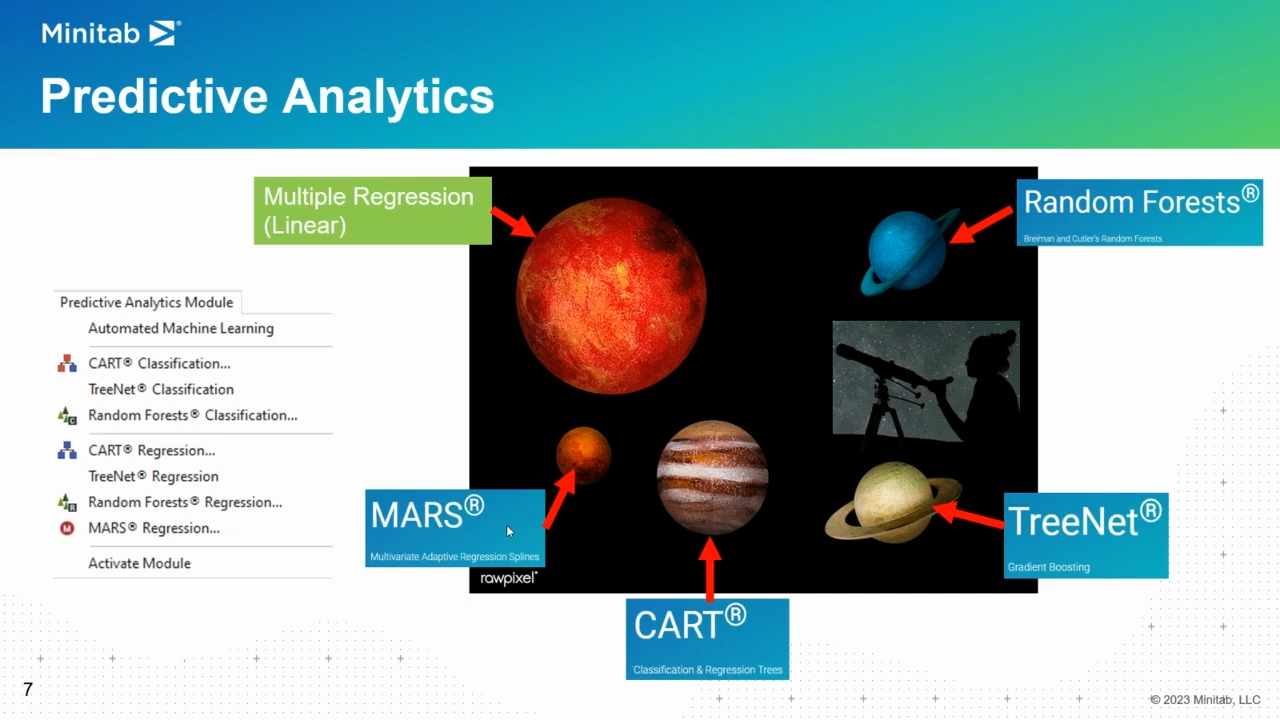 Minitab
Predictive Analytics
Multiple Regression
(Linear)
Random Forests®
Breiman and Cutler's Random Forests
Predictive Analytics Module
Automated Machine Learning
CART® Classification...
TreeNet® Classification
Random Forests® Classification...
CART® Regression...
TreeNet® Regression
Random Forests® Regression...
MARS® Regression...
Activate Module
MARS®
Multivariate Adaptive Regression Splines
rawpixel®
TreeNet®
Gradient Boosting
CART®
Classification & Regression Trees
7
© 2023 Minitab, LLC